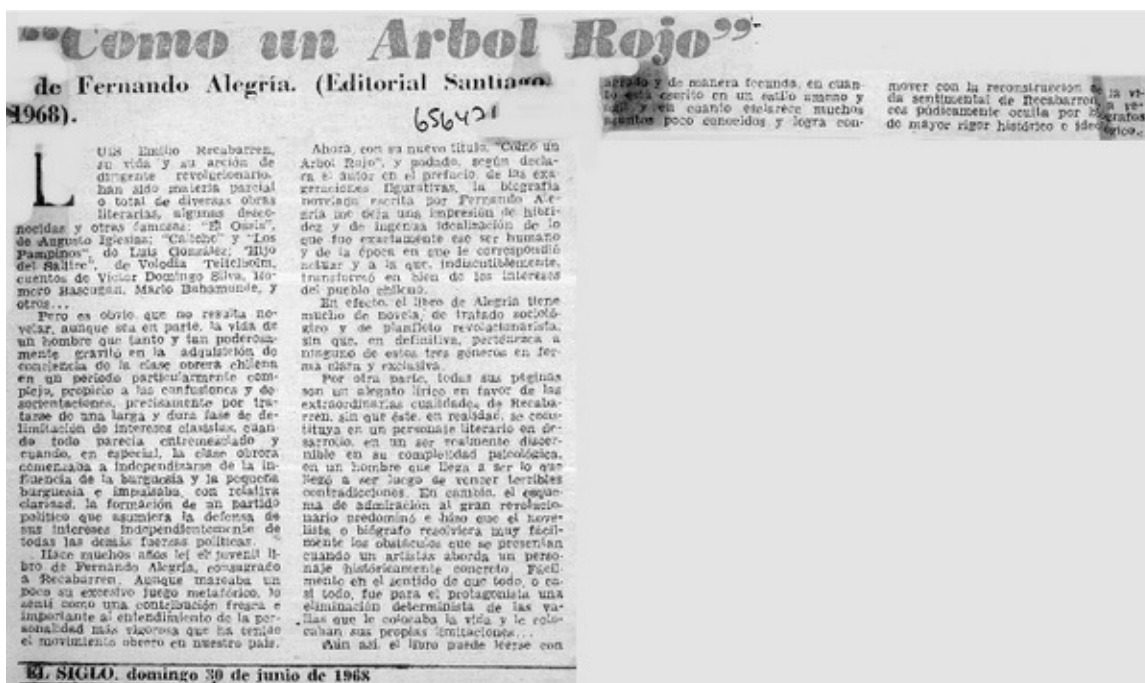 "Como un Arbol Rojo"
de Fernando Alegría. (Editorial Santiago,
1968).
656421
LUIS Emilio Recabarren,
su vida y su acción de
dirigente revolucionario,
han sido materia parcial
o total de diversas obras
literarias, algunas desco-
nocidas y otras famosas: "El Oasis",
de Augusto Iglesias; "Caliche" y "Los
Pampinos", de Luis González; "Hijo
del Salitre", de Volodia Teitelboim,
cuentos de Víctor Domingo Silva, Ho-
mero Bascuñán, Mario Bahamonde, y
otros...
Pero es obvio que no resulta no-
velar, aunque sea en parte, la vida de
un hombre que tanto y tan poderosa-
mente gravitó en la adquisición de
conciencia de la clase obrera chilena
en un período particularmente com-
plejo, propicio a las confusiones y de-
sorientaciones, precisamente por tra-
tarse de una larga y dura fase de de-
limitación de intereses clasistas, cuan-
do todo parecía entremezclado y
cuando, en especial, la clase obrera
comenzaba a independizarse de la in-
fluencia de la burguesía y la pequeña
burguesía e impulsaba, con relativa
claridad, la formación de un partido
político que asumiera la defensa de
sus intereses independientemente de
todas las demás fuerzas políticas.
Hace muchos años leí el juvenil li-
bro de Fernando Alegría, consagrado
a Recabarren. Aunque mareaba un
poco su excesivo juego metafórico, lo
sentí como una contribución fresca e
importante al entendimiento de la per-
sonalidad más vigorosa que ha tenido
el movimiento obrero en nuestro país.
Ahora, con su nuevo título, "Como un
Arbol Rojo", y podado, según decla-
ra el autor en el prefacio, de las exa-
geraciones figurativas, la biografía
novelada escrita por Fernando Ale-
gría me deja una impresión de hibri-
dez y de ingenua idealización de lo
que fue exactamente ese ser humano
y de la época en que le correspondió
actuar y a la que, indiscutiblemente,
transformó en bien de los intereses
del pueblo chileno.
En efecto, el libro de Alegría tiene
mucho de novela, de tratado socioló-
gico y de planfleto revolucionarista,
sin que, en definitiva, pertenezca a
ninguno de estos tres géneros en for-
ma clara y exclusiva.
Por otra parte, todas sus páginas
son un alegato lírico en favor de las
extraordinarias cualidades de Recaba-
rren, sin que éste, en realidad, se cons-
tituya en un personaje literario en de-
sarrollo, en un ser realmente discer-
nible en su complejidad psicológica,
en un hombre que llega a ser lo que
llegó a ser luego de vencer terribles
contradicciones. En cambio, el esque-
ma de admiración al gran revolucio-
nario predominó e hizo que el nove-
lista o biógrafo resolviera muy fácil-
mente los obstáculos que se presentan
cuando un artista aborda un perso-
naje históricamente concreto. Fácil-
mente en el sentido de que todo, o ca-
si todo, fue para el protagonista una
eliminación determinista de las va-
llas que le colocaba la vida y le colo-
caban sus propias limitaciones...
Aún así, el libro puede leerse con
agrado y de manera fecunda, en cuan-
to está escrito en un estilo ameno y
y en cuanto esclarece muchos
asuntos poco conocidos y logra con-
mover con la reconstrucción de la vi-
da sentimental de Recabarren, a ve-
ces púdicamente oculta por biógrafos
de mayor rigor histórico e ideológico.
EL SIGLO, domingo 30 de junio de 1968